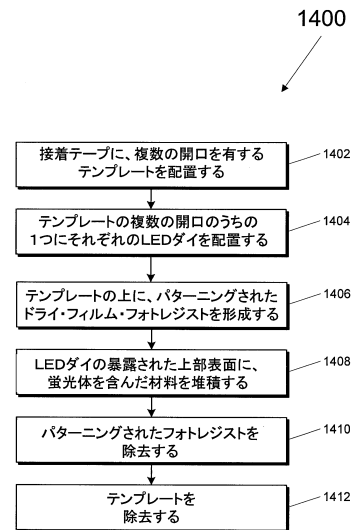 1400
接着テープに、複数の開口を有する
テンプレートを配置する
1402
テンプレートの複数の開口のうちの
1つにそれぞれのLEDダイを配置する
1404
テンプレートの上に、パターニングされた
ドライ・フィルム・フォトレジストを形成する
1406
LEDダイの暴露された上部表面に、
蛍光体を含んだ材料を堆積する
1408
パターニングされたフォトレジストを
除去する
1410
テンプレートを
除去する
1412